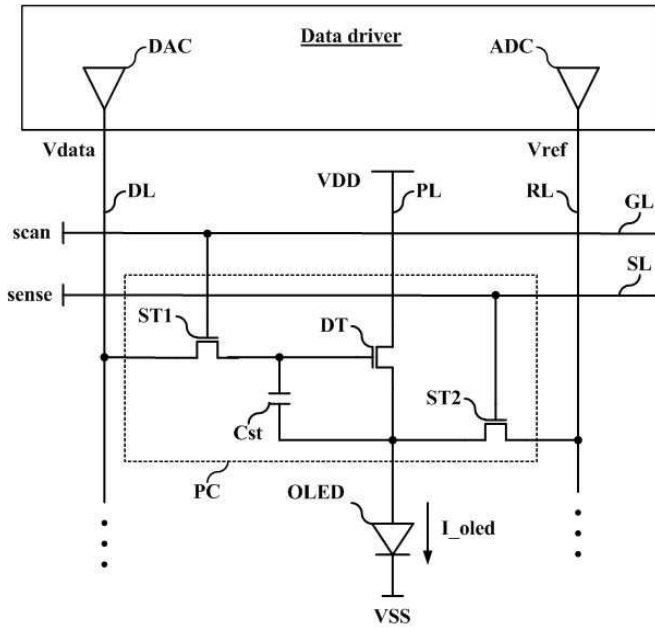 Data driver
DAC
ADC
Vdata
Vref
VDD
DL
PL
RL
GL
scan
SL
sense
ST1
DT
ST2
Cst
PC
OLED
I_oled
VSS